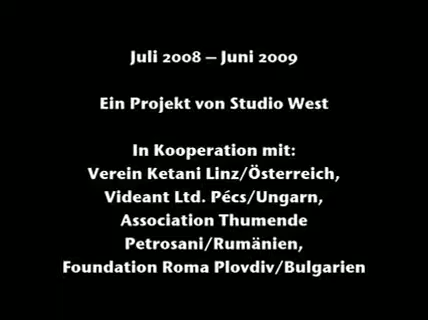 Juli 2008 – Juni 2009
Ein Projekt von Studio West
In Kooperation mit:
Verein Ketani Linz/Österreich,
Videant Ltd. Pécs/Ungarn,
Association Thumende
Petrosani/Rumänien,
Foundation Roma Plovdiv/Bulgarien